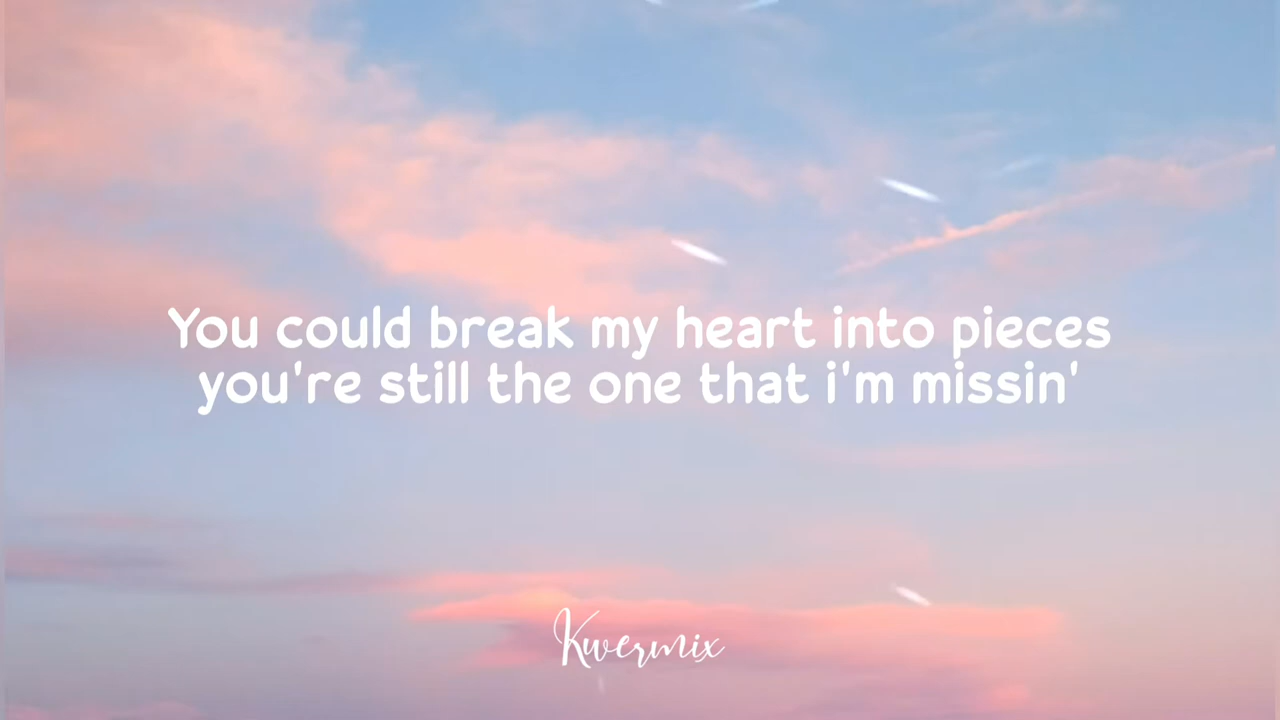 You could break my heart into pieces
you're still the one that i'm missin'
Kwermix